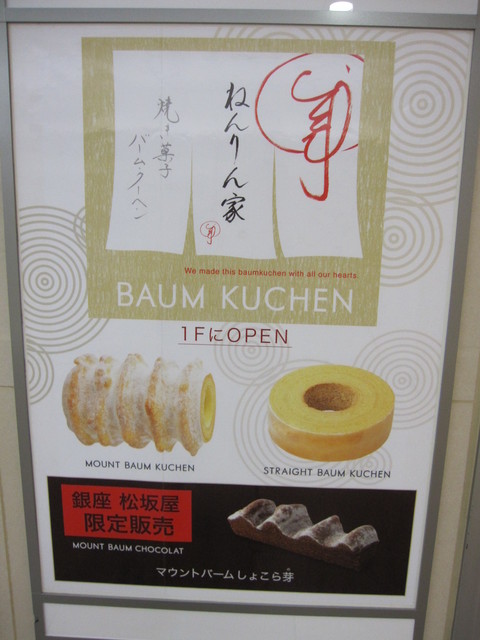 芽
ねんりん家
焼き菓子
バームクーヘン
We made this baumkuchen with all our hearts.
BAUM KUCHEN
1FにOPEN
MOUNT BAUM KUCHEN
STRAIGHT BAUM KUCHEN
銀座 松坂屋
限定販売
MOUNT BAUM CHOCOLAT
マウントバームしょこら芽